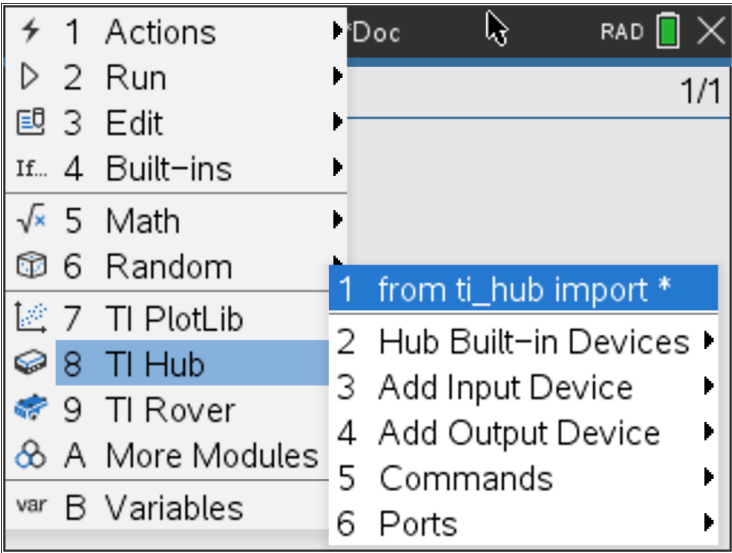 *Doc
RAD
1/1
1 Actions
2 Run
3 Edit
If... 4 Built-ins
√x 5 Math
6 Random
7 TI PlotLib
8 TI Hub
9 TI Rover
A More Modules
var B Variables
1 from ti_hub import *
2 Hub Built-in Devices
3 Add Input Device
4 Add Output Device
5 Commands
6 Ports